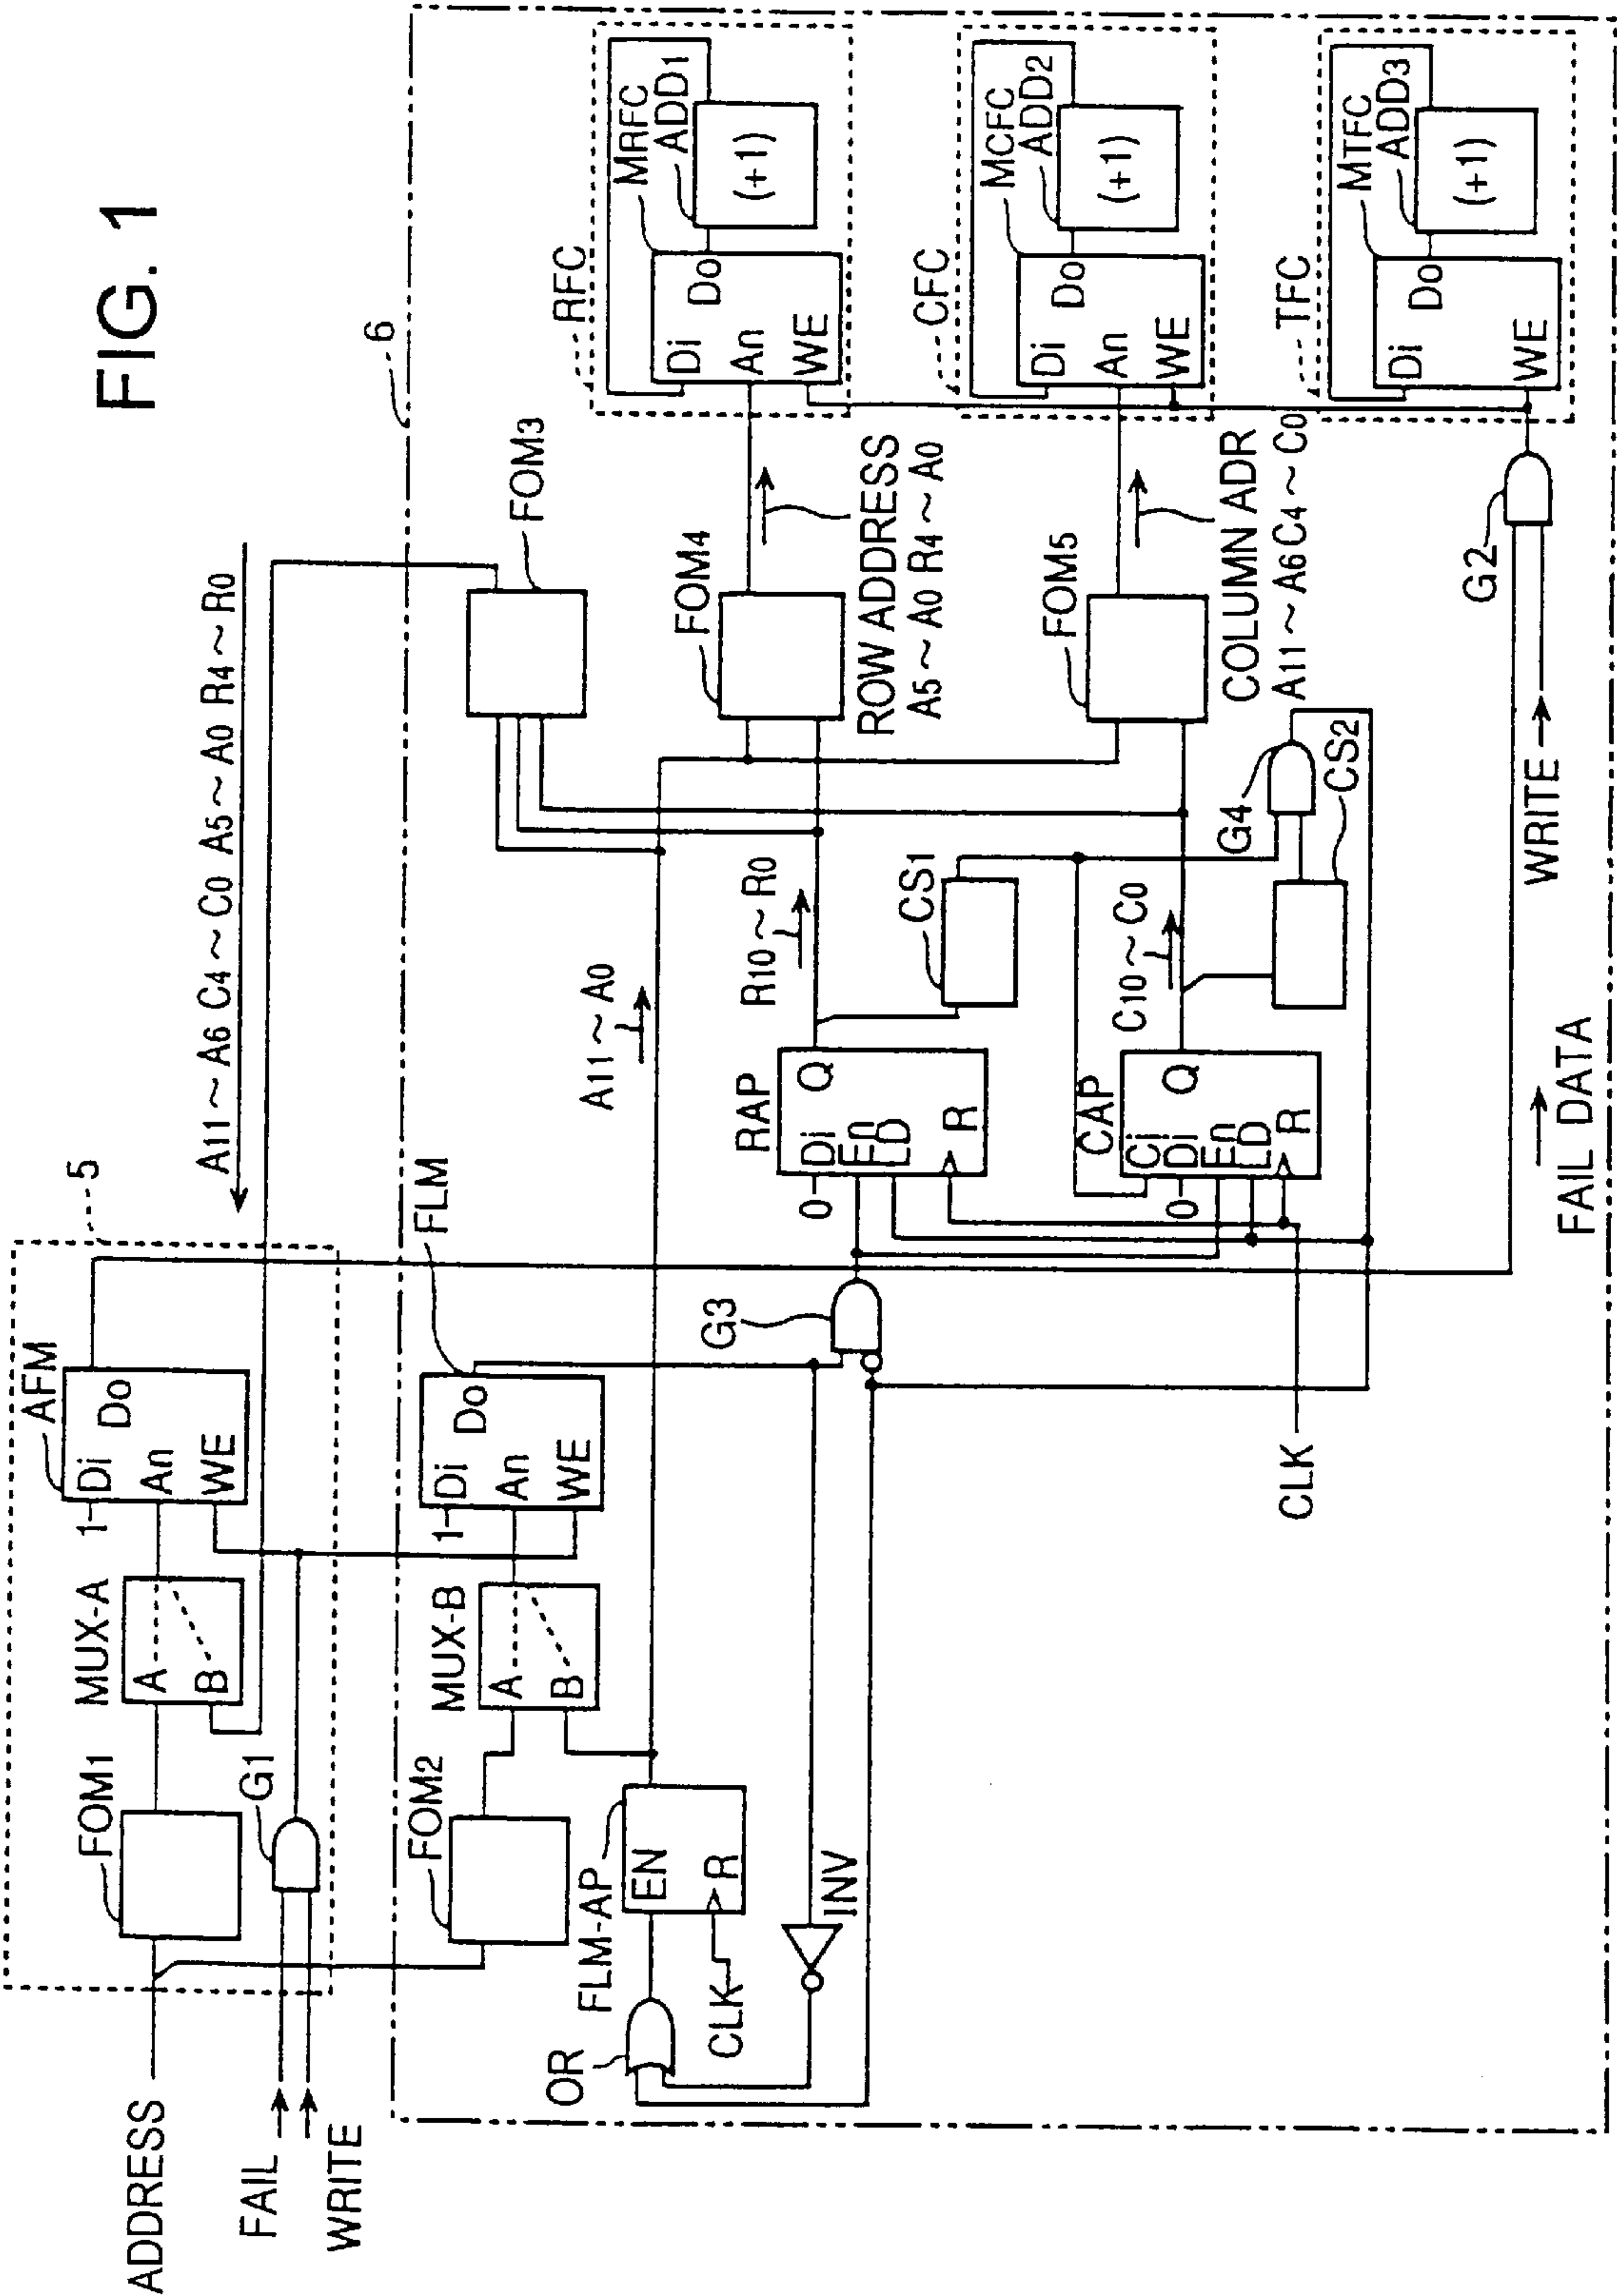 FIG. 1
5
AFM
Di
Do
An
WE
1
MUX-A
A
B
FOM1
G1
ADDRESS
FAIL
WRITE
A11 ~ A6 C4 ~ C0 A5 ~ A0 R4 ~ R0
6
FOM3
FLM
Di
Do
An
WE
1
MUX-B
A
B
FOM2
FLM-AP
EN
R
CLK
OR
INV
G3
A11 ~ A0
RAP
Di
Q
En
LD
R
0
R10 ~ R0
CS1
CAP
Ci
Di
Q
En
LD
R
0
C10 ~ C0
CS2
G4
CLK
FOM4
ROW ADDRESS
A5 ~ A0 R4 ~ A0
FOM5
COLUMN ADR
A11 ~ A6 C4 ~ C0
G2
WRITE
FAIL DATA
RFC
MRFC
ADD1
Di
Do
An
WE
(+1)
CFC
MCFC
ADD2
Di
Do
An
WE
(+1)
TFC
MTFC
ADD3
Di
Do
WE
(+1)